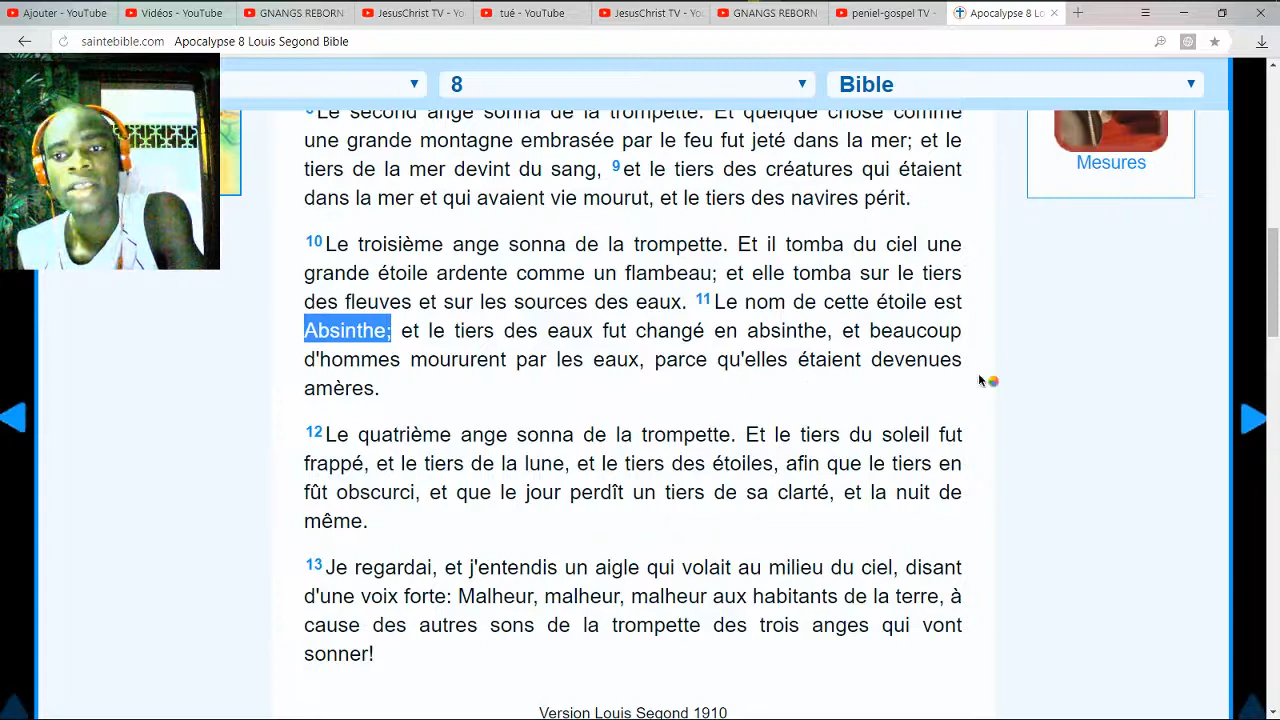 Ajouter - YouTube
Vidéos - YouTube
GNANGS REBORN
JesusChrist TV - Yo
tué - YouTube
JesusChrist TV - You
GNANGS REBORN
peniel-gospel TV -
Apocalypse 8 Lo
saintebible.com Apocalypse 8 Louis Segond Bible
8
Bible
Le second ange sonna de la trompette. Et quelque chose comme
une grande montagne embrasée par le feu fut jeté dans la mer; et le
tiers de la mer devint du sang, 9 et le tiers des créatures qui étaient
dans la mer et qui avaient vie mourut, et le tiers des navires périt.
Mesures
10 Le troisième ange sonna de la trompette. Et il tomba du ciel une
grande étoile ardente comme un flambeau; et elle tomba sur le tiers
des fleuves et sur les sources des eaux. 11 Le nom de cette étoile est
Absinthe; et le tiers des eaux fut changé en absinthe, et beaucoup
d'hommes moururent par les eaux, parce qu'elles étaient devenues
amères.
12 Le quatrième ange sonna de la trompette. Et le tiers du soleil fut
frappé, et le tiers de la lune, et le tiers des étoiles, afin que le tiers en
fût obscurci, et que le jour perdît un tiers de sa clarté, et la nuit de
même.
13 Je regardai, et j'entendis un aigle qui volait au milieu du ciel, disant
d'une voix forte: Malheur, malheur, malheur aux habitants de la terre, à
cause des autres sons de la trompette des trois anges qui vont
sonner!
Version Louis Segond 1910